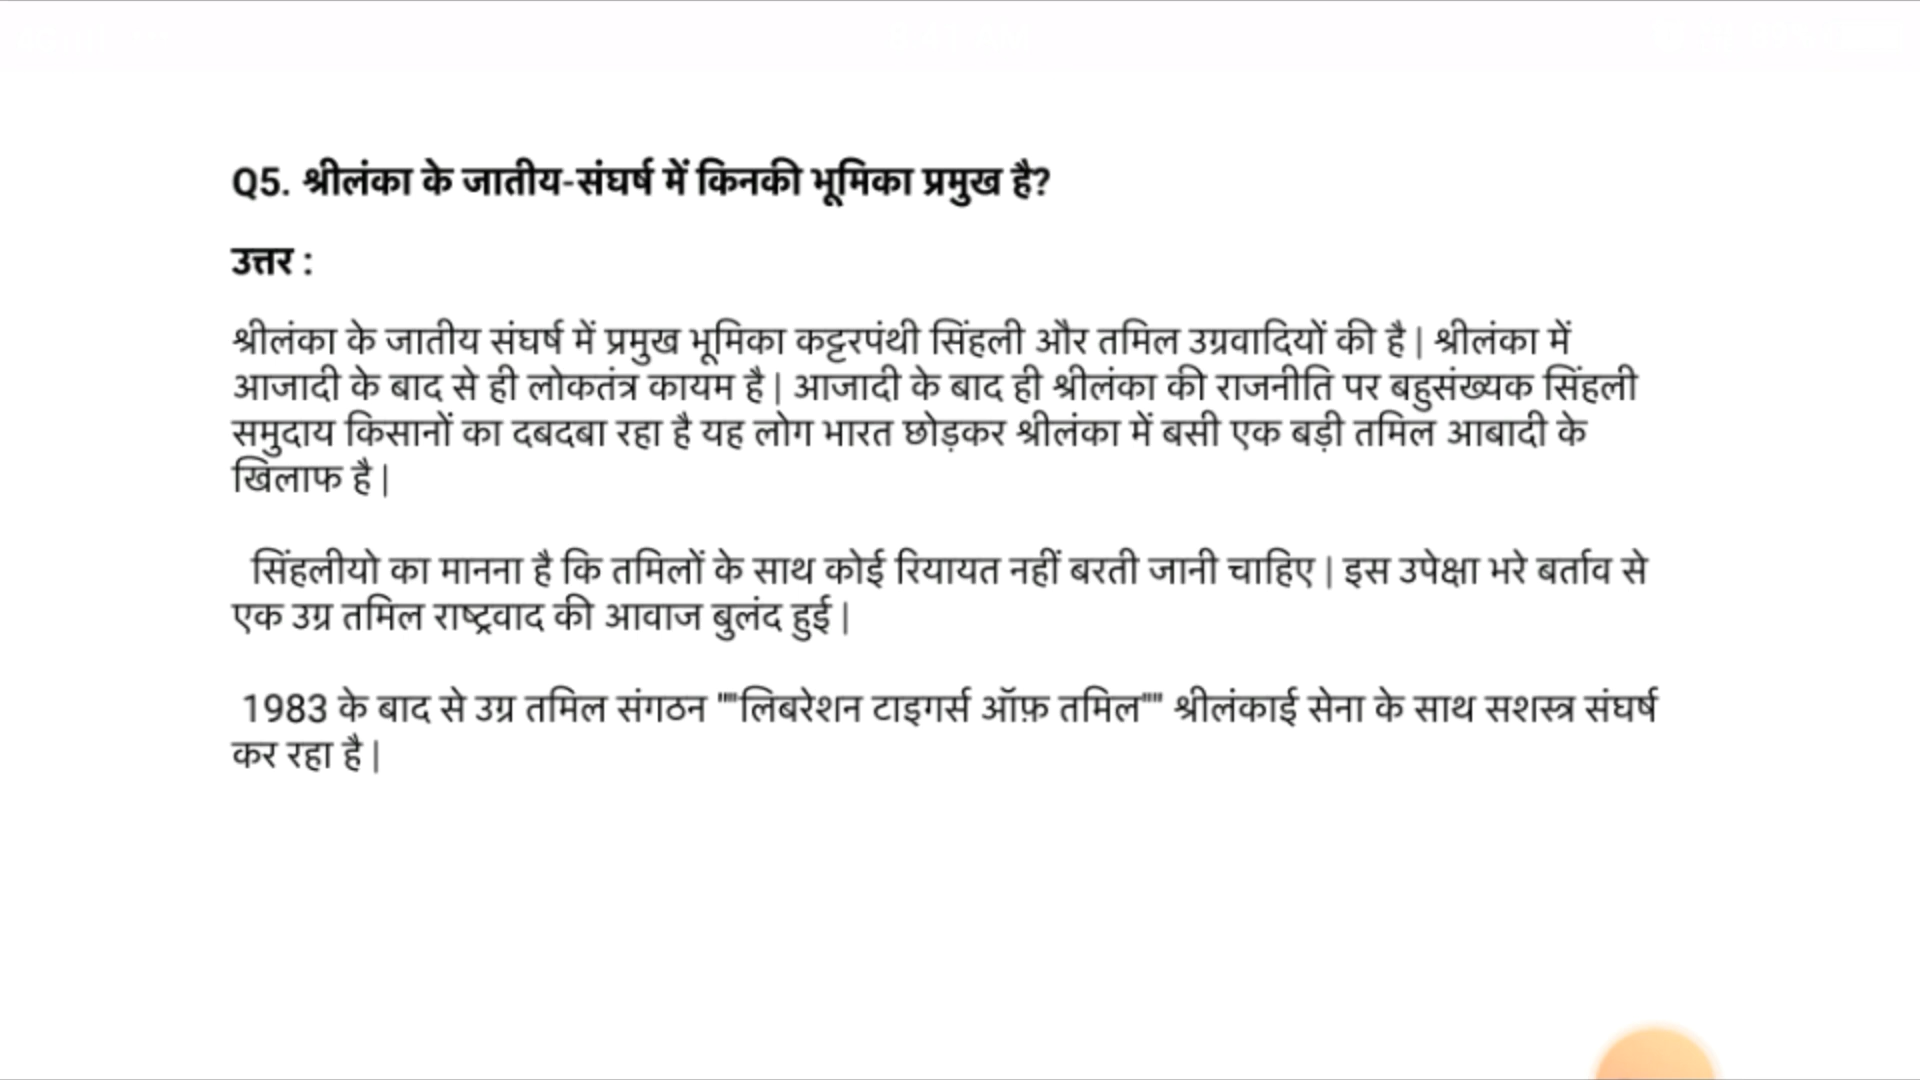 Q5. श्रीलंका के जातीय-संघर्ष में किनकी भूमिका प्रमुख है?
उत्तर :
श्रीलंका के जातीय संघर्ष में प्रमुख भूमिका कट्टरपंथी सिंहली और तमिल उग्रवादियों की है | श्रीलंका में
आजादी के बाद से ही लोकतंत्र कायम है | आजादी के बाद ही श्रीलंका की राजनीति पर बहुसंख्यक सिंहली
समुदाय किसानों का दबदबा रहा है यह लोग भारत छोड़कर श्रीलंका में बसी एक बड़ी तमिल आबादी के
खिलाफ है |
सिंहलीयो का मानना है कि तमिलों के साथ कोई रियायत नहीं बरती जानी चाहिए | इस उपेक्षा भरे बर्ताव से
एक उग्र तमिल राष्ट्रवाद की आवाज बुलंद हुई |
1983 के बाद से उग्र तमिल संगठन ""लिबरेशन टाइगर्स ऑफ़ तमिल"" श्रीलंकाई सेना के साथ सशस्त्र संघर्ष
कर रहा है |